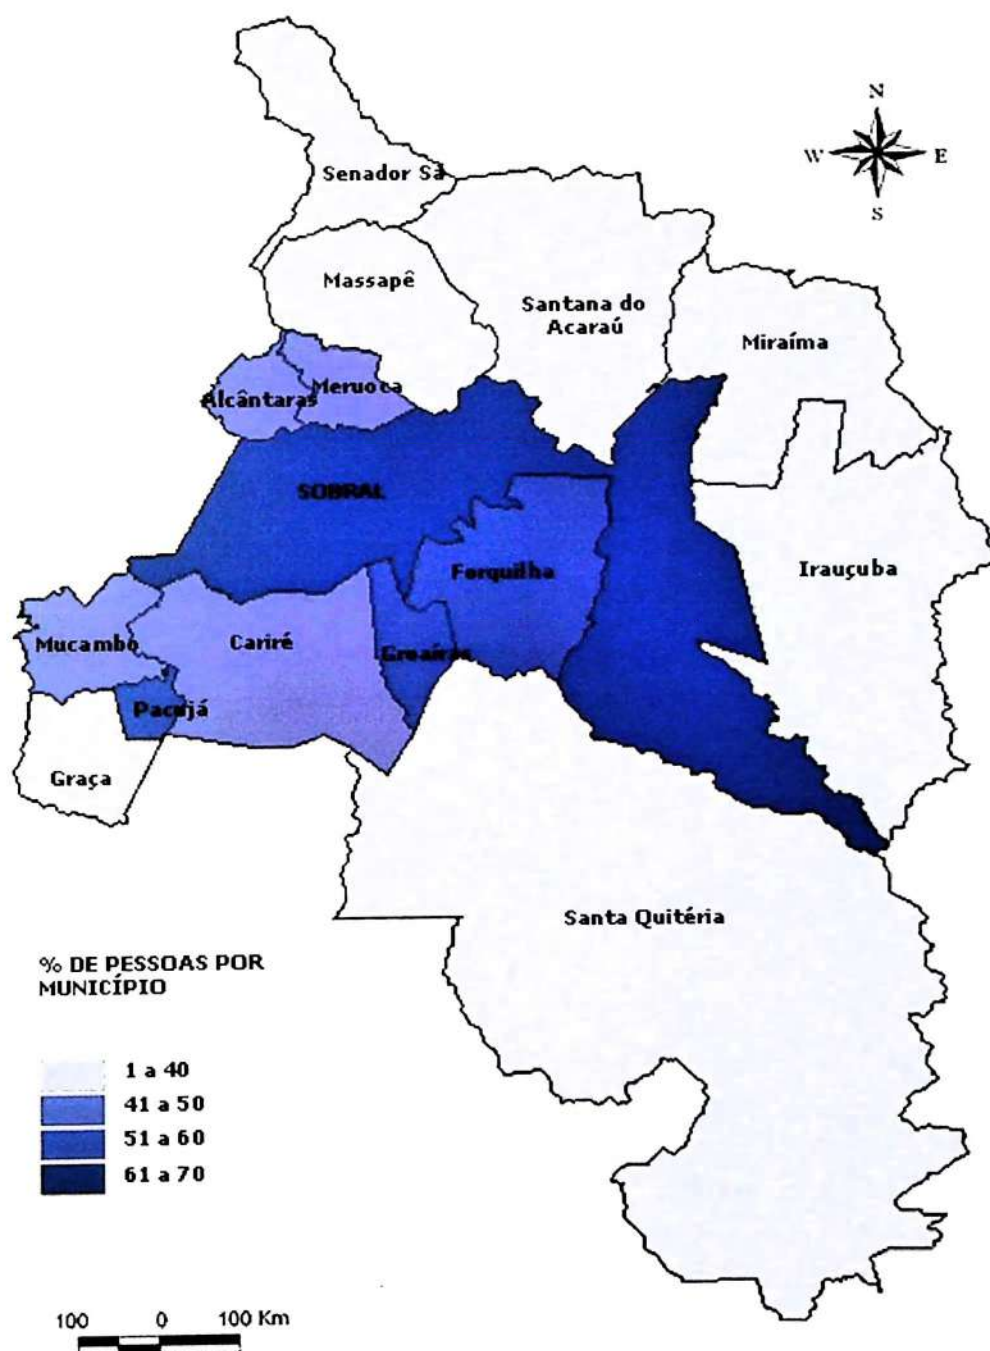 N
W E
S
Senador Sá
Massapê
Santana do
Acaraú
Miraíma
Meruoca
Alcântaras
SOBRAL
Forquilha
Irauçuba
Mucambo
Cariré
Groaíras
Pacujá
Graça
Santa Quitéria
% DE PESSOAS POR
MUNICÍPIO
1 a 40
41 a 50
51 a 60
61 a 70
100 0 100 Km